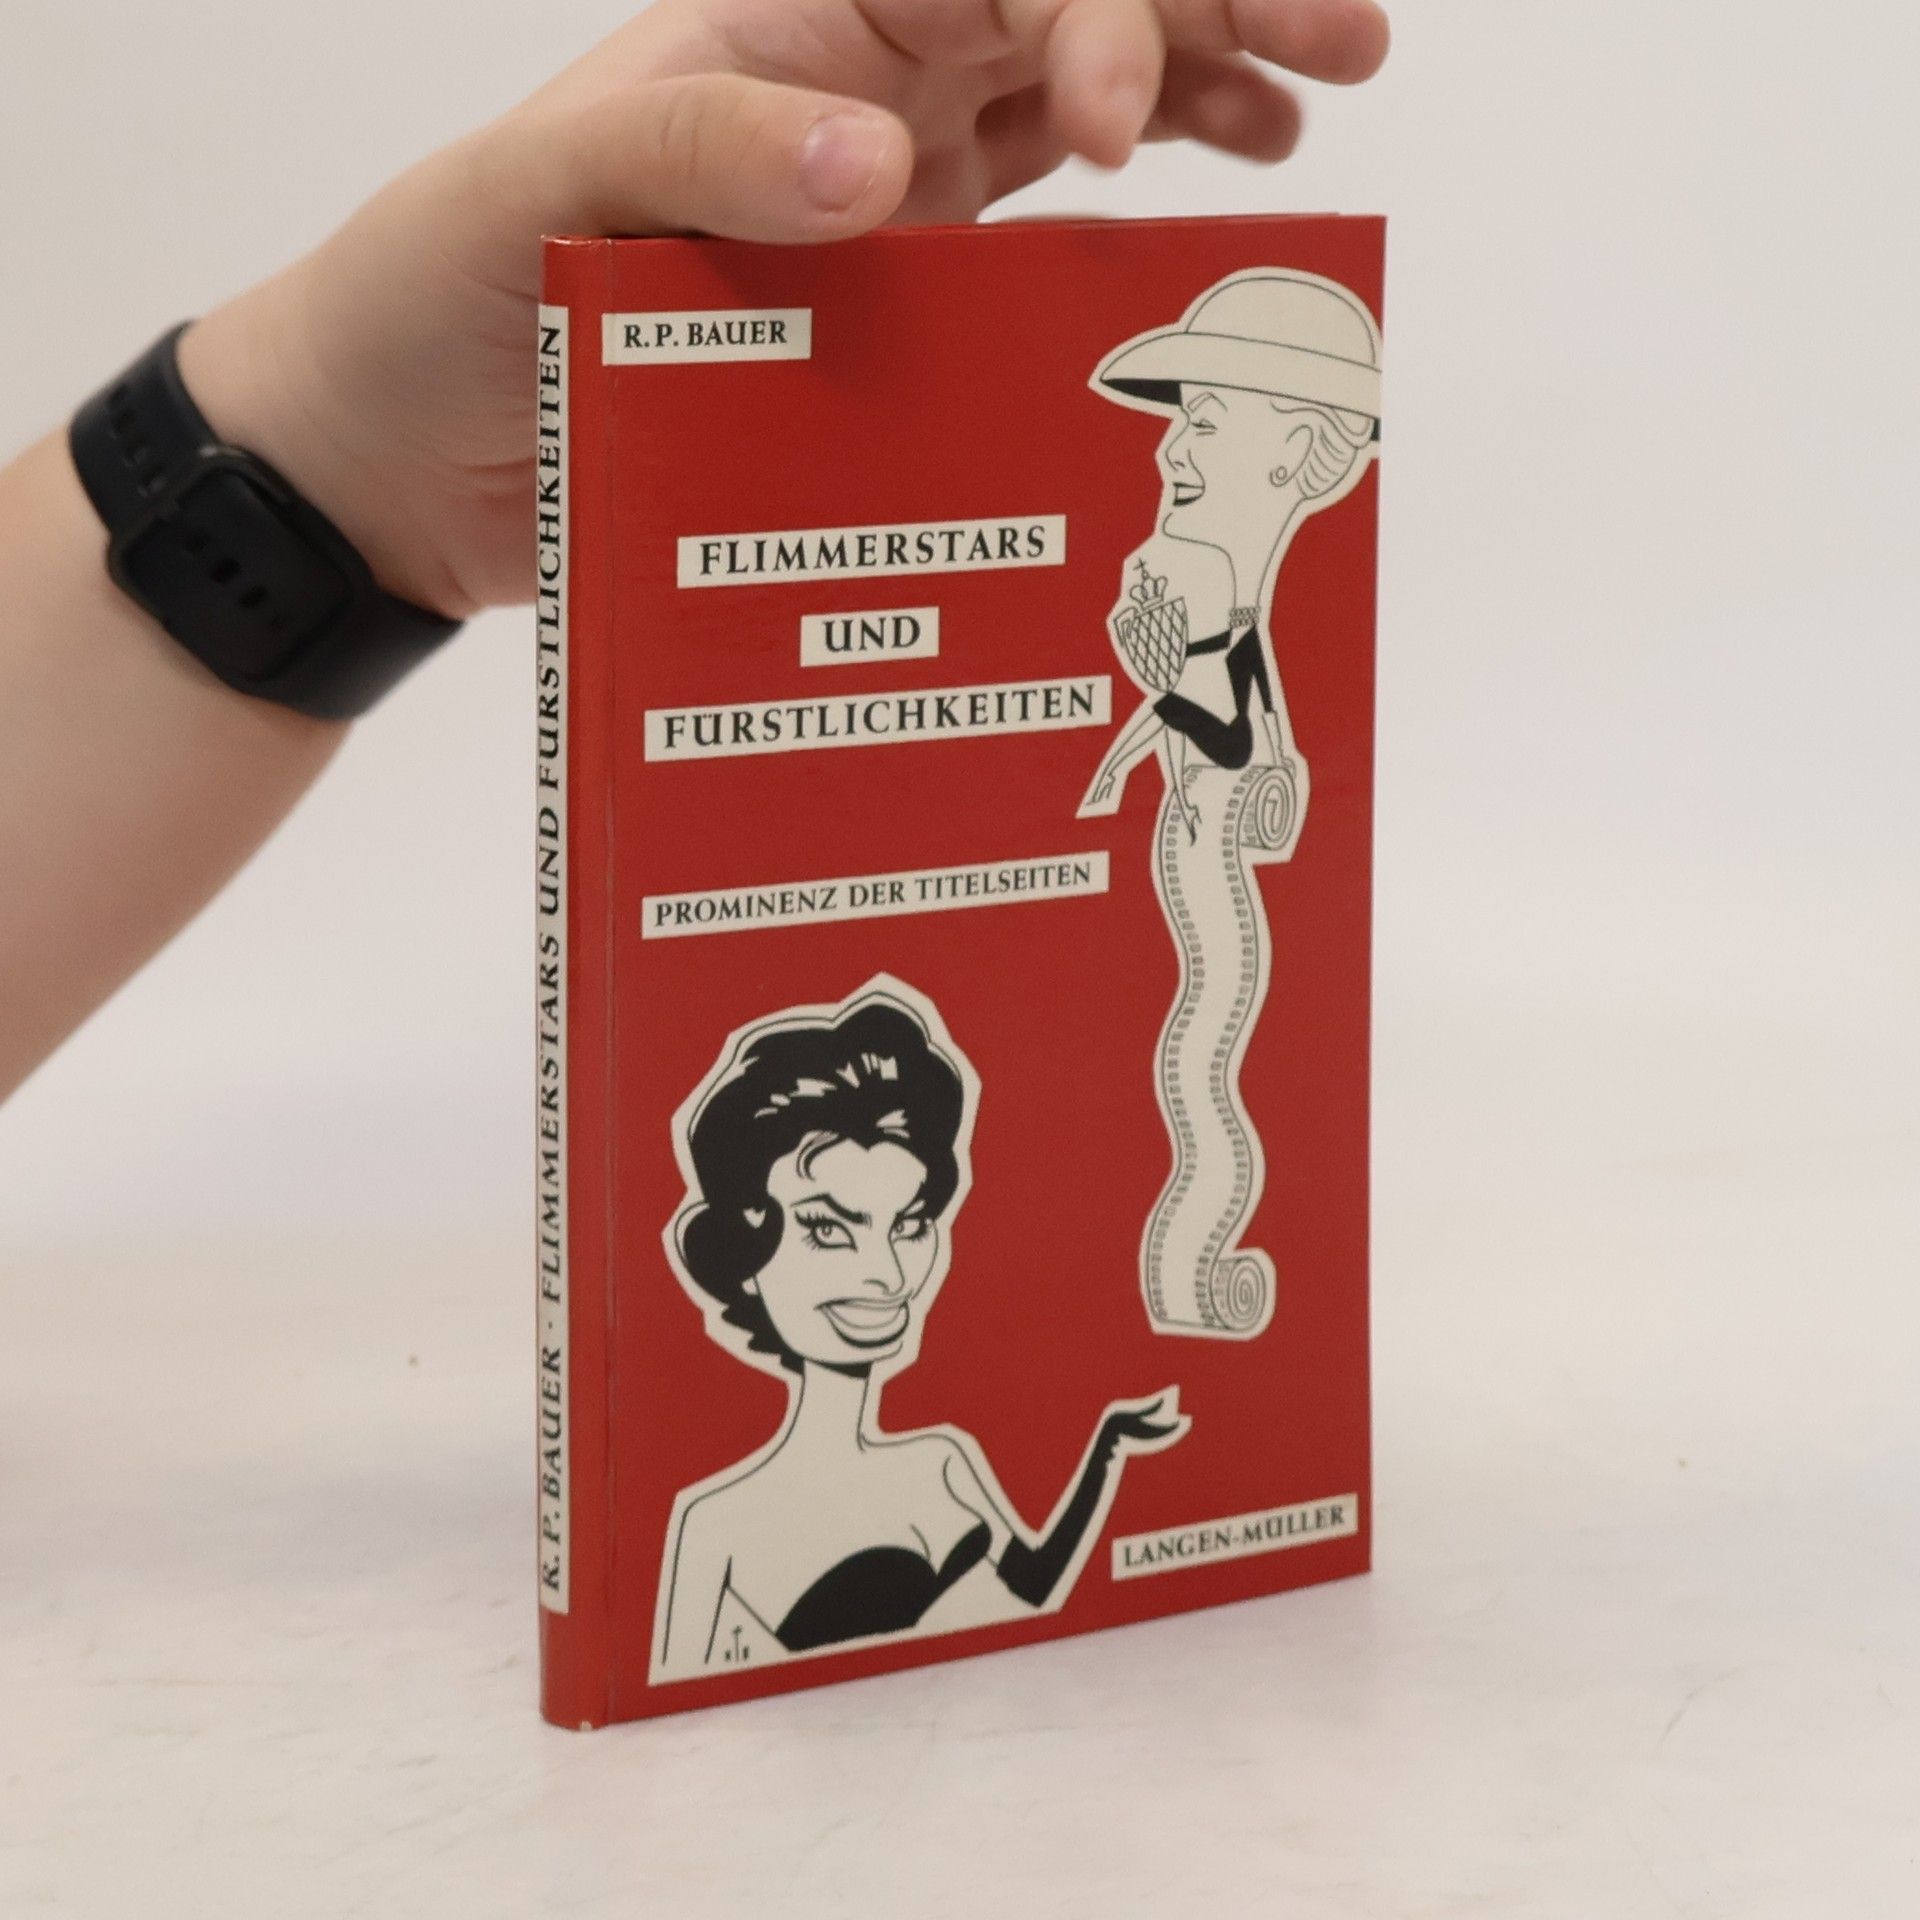 R. P. BAUER
FLIMMERSTARS
UND
FÜRSTLICHKEITEN
PROMINENZ DER TITELSEITEN
LANGEN-MÜLLER
R. P. BAUER · FLIMMERSTARS UND FÜRSTLICHKEITEN